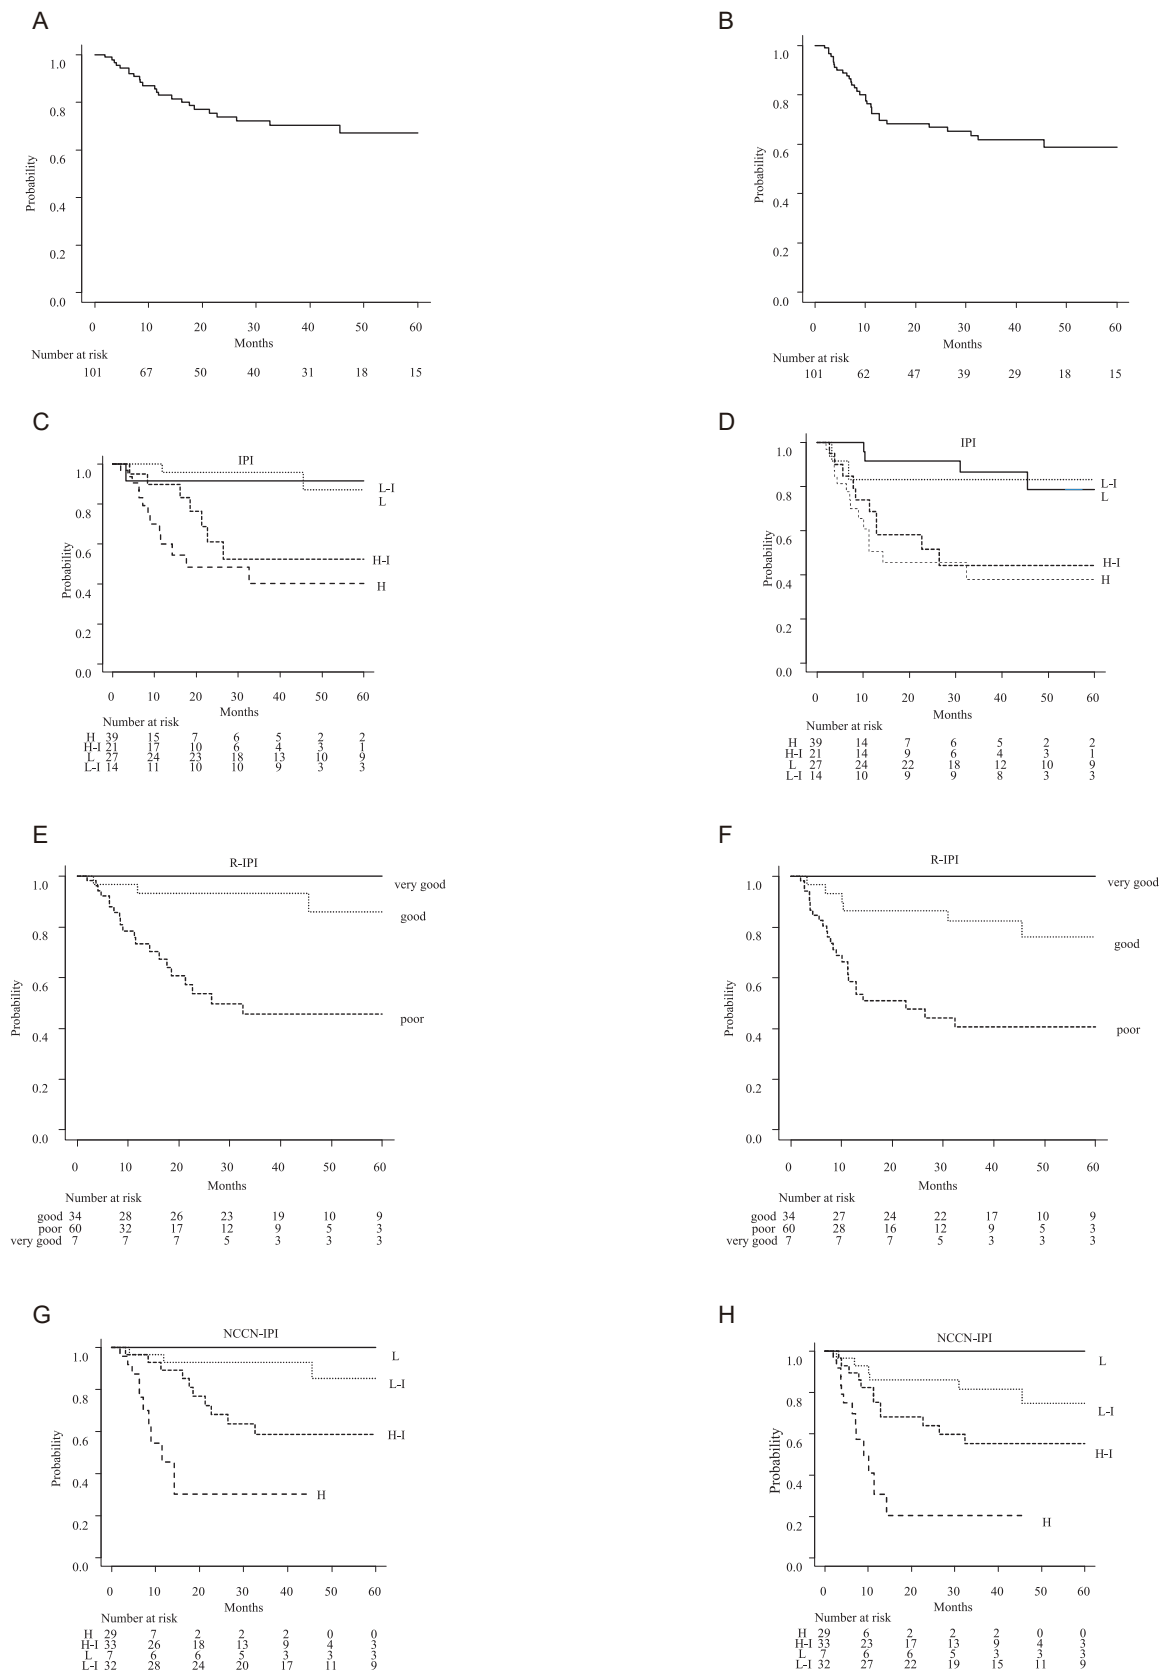 A
1.0
0.8
0.6
0.4
0.2
0.0
Probability
0 10 20 30 40 50 60
Months
Number at risk
101 67 50 40 31 18 15
B
1.0
0.8
0.6
0.4
0.2
0.0
Probability
0 10 20 30 40 50 60
Months
Number at risk
101 62 47 39 29 18 15
C
IPI
1.0
0.8
0.6
0.4
0.2
0.0
Probability
L-I
L
H-I
H
0 10 20 30 40 50 60
Months
Number at risk
H 39 15 7 6 5 2 2
H-I 21 17 10 6 4 3 1
L 27 24 23 18 13 10 9
L-I 14 11 10 10 9 3 3
D
IPI
1.0
0.8
0.6
0.4
0.2
0.0
Probability
L-I
L
H-I
H
0 10 20 30 40 50 60
Months
Number at risk
H 39 14 7 6 5 2 2
H-I 21 14 9 6 4 3 1
L 27 24 22 18 12 10 9
L-I 14 10 9 9 8 3 3
E
R-IPI
1.0
0.8
0.6
0.4
0.2
0.0
Probability
very good
good
poor
0 10 20 30 40 50 60
Months
Number at risk
good 34 28 26 23 19 10 9
poor 60 32 17 12 9 5 3
very good 7 7 7 5 3 3 3
F
R-IPI
1.0
0.8
0.6
0.4
0.2
0.0
Probability
very good
good
poor
0 10 20 30 40 50 60
Months
Number at risk
good 34 27 24 22 17 10 9
poor 60 28 16 12 9 5 3
very good 7 7 7 5 3 3 3
G
NCCN-IPI
1.0
0.8
0.6
0.4
0.2
0.0
Probability
L
L-I
H-I
H
0 10 20 30 40 50 60
Months
Number at risk
H 29 7 2 2 2 0 0
H-I 33 26 18 13 9 4 3
L 7 6 6 5 3 3 3
L-I 32 28 24 20 17 11 9
H
NCCN-IPI
1.0
0.8
0.6
0.4
0.2
0.0
Probability
L
L-I
H-I
H
0 10 20 30 40 50 60
Months
Number at risk
H 29 6 2 2 2 0 0
H-I 33 23 17 13 9 4 3
L 7 6 6 5 3 3 3
L-I 32 27 22 19 15 11 9